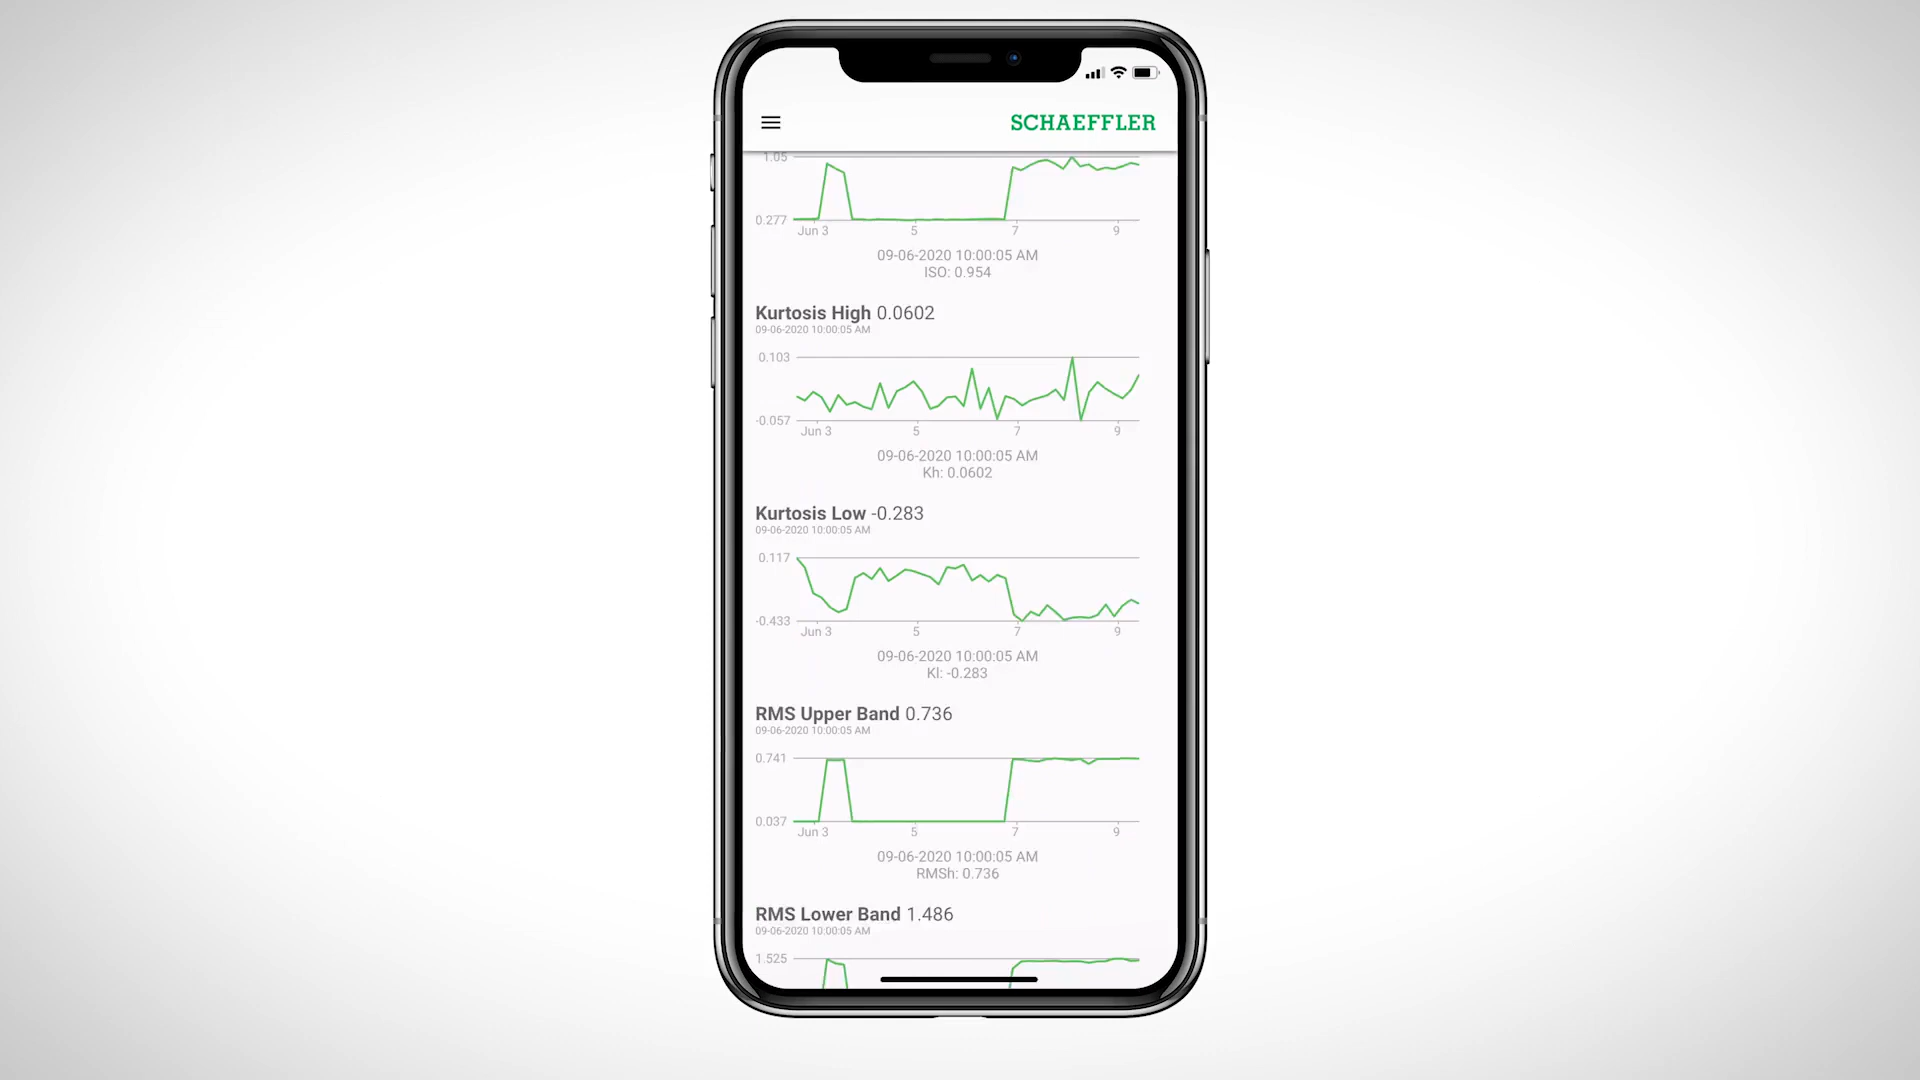 SCHAEFFLER
1.05
0.277
Jun 3 5 7 9
09-06-2020 10:00:05 AM
ISO: 0.954
Kurtosis High 0.0602
09-06-2020 10:00:05 AM
0.103
-0.057
Jun 3 5 7 9
09-06-2020 10:00:05 AM
Kh: 0.0602
Kurtosis Low -0.283
09-06-2020 10:00:05 AM
0.117
-0.433
Jun 3 5 7 9
09-06-2020 10:00:05 AM
Kl: -0.283
RMS Upper Band 0.736
09-06-2020 10:00:05 AM
0.741
0.037
Jun 3 5 7 9
09-06-2020 10:00:05 AM
RMSh: 0.736
RMS Lower Band 1.486
09-06-2020 10:00:05 AM
1.525